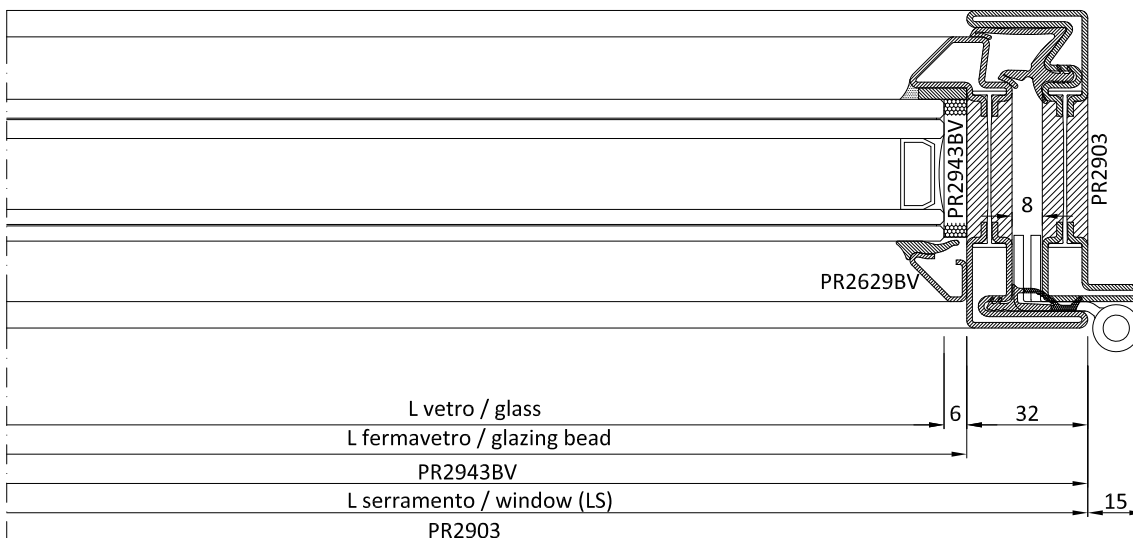 PR2943BV
PR2903
8
PR2629BV
L vetro / glass
6
32
L fermavetro / glazing bead
PR2943BV
L serramento / window (LS)
15
PR2903